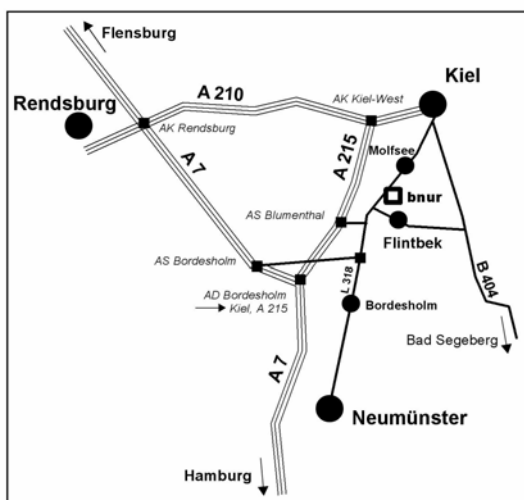 Flensburg
A 210
AK Kiel-West
Kiel
Rendsburg
AK Rendsburg
Molfsee
A 7
A 215
bnur
AS Blumenthal
Flintbek
AS Bordesholm
L 318
B 404
AD Bordesholm
Kiel, A 215
Bordesholm
Bad Segeberg
A 7
Neumünster
Hamburg